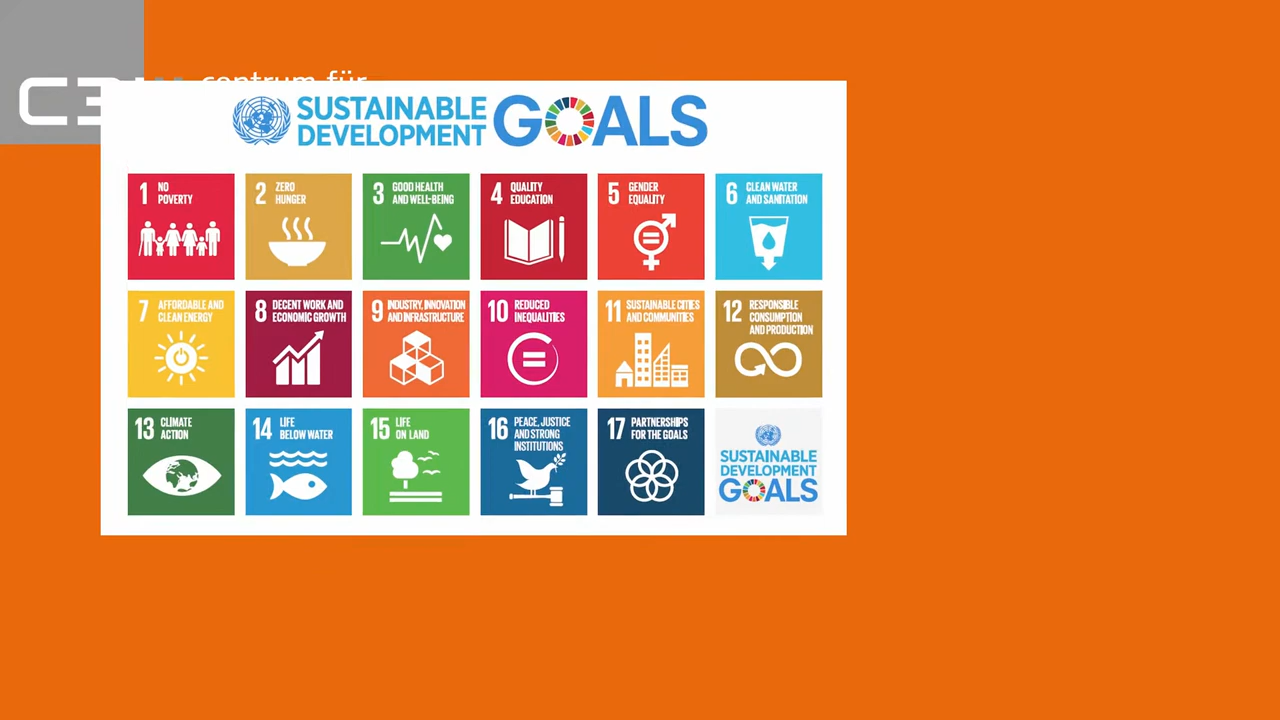 centrum für
SUSTAINABLE
DEVELOPMENT
GOALS
1 NO
POVERTY
2 ZERO
HUNGER
3 GOOD HEALTH
AND WELL-BEING
4 QUALITY
EDUCATION
5 GENDER
EQUALITY
6 CLEAN WATER
AND SANITATION
7 AFFORDABLE AND
CLEAN ENERGY
8 DECENT WORK AND
ECONOMIC GROWTH
9 INDUSTRY, INNOVATION
AND INFRASTRUCTURE
10 REDUCED
INEQUALITIES
11 SUSTAINABLE CITIES
AND COMMUNITIES
12 RESPONSIBLE
CONSUMPTION
AND PRODUCTION
13 CLIMATE
ACTION
14 LIFE
BELOW WATER
15 LIFE
ON LAND
16 PEACE, JUSTICE
AND STRONG
INSTITUTIONS
17 PARTNERSHIPS
FOR THE GOALS
SUSTAINABLE
DEVELOPMENT
GOALS